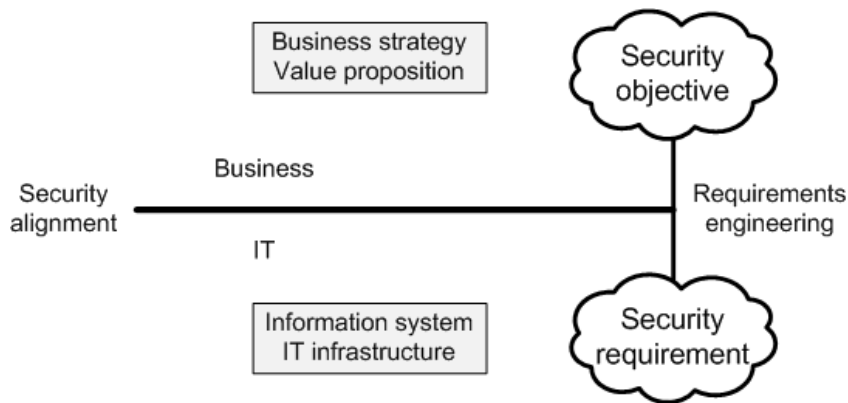 Business strategy
Value proposition
Security
objective
Business
Security
alignment
Requirements
engineering
IT
Information system
IT infrastructure
Security
requirement